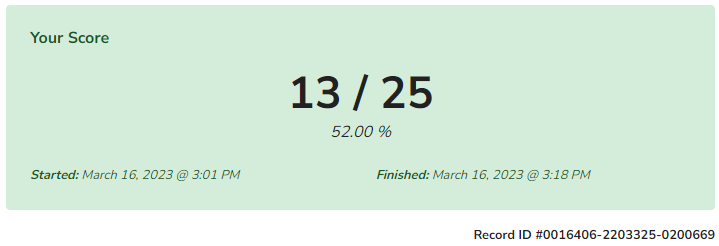 Your Score
13 / 25
52.00 %
Started: March 16, 2023 @ 3:01 PM Finished: March 16, 2023 @ 3:18 PM
Record ID #0016406-2203325-0200669